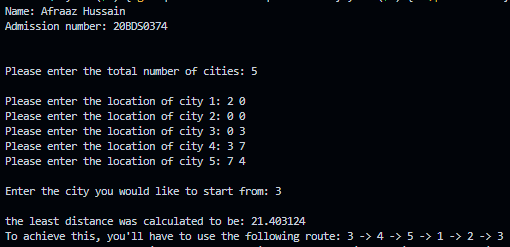 Name: Afraaz Hussain
Admission number: 20BDS0374
Please enter the total number of cities: 5
Please enter the location of city 1: 2 0
Please enter the location of city 2: 0 0
Please enter the location of city 3: 0 3
Please enter the location of city 4: 3 7
Please enter the location of city 5: 7 4
Enter the city you would like to start from: 3
the least distance was calculated to be: 21.403124
To achieve this, you'll have to use the following route: 3 -> 4 -> 5 -> 1 -> 2 -> 3